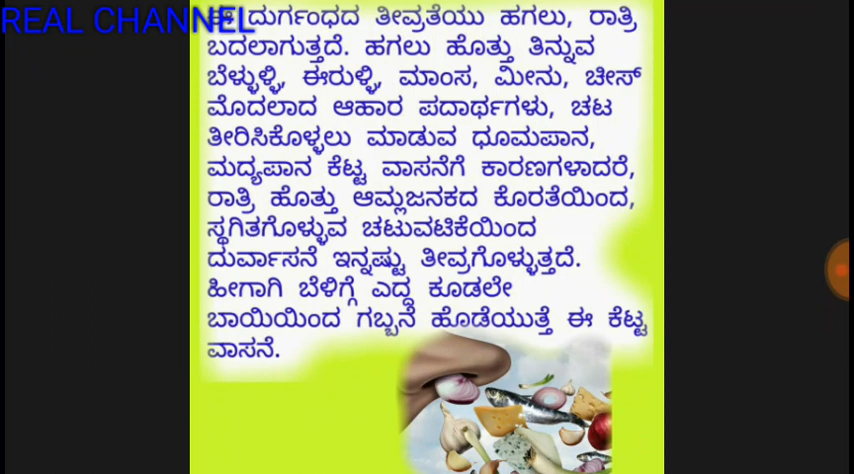 REAL CHANNEL
ಈ ದುರ್ಗಂಧದ ತೀವ್ರತೆಯು ಹಗಲು, ರಾತ್ರಿ
ಬದಲಾಗುತ್ತದೆ. ಹಗಲು ಹೊತ್ತು ತಿನ್ನುವ
ಬೆಳ್ಳುಳ್ಳಿ, ಈರುಳ್ಳಿ, ಮಾಂಸ, ಮೀನು, ಚೀಸ್
ಮೊದಲಾದ ಆಹಾರ ಪದಾರ್ಥಗಳು, ಚಟ
ತೀರಿಸಿಕೊಳ್ಳಲು ಮಾಡುವ ಧೂಮಪಾನ,
ಮದ್ಯಪಾನ ಕೆಟ್ಟ ವಾಸನೆಗೆ ಕಾರಣಗಳಾದರೆ,
ರಾತ್ರಿ ಹೊತ್ತು ಆಮ್ಲಜನಕದ ಕೊರತೆಯಿಂದ,
ಸ್ಥಗಿತಗೊಳ್ಳುವ ಚಟುವಟಿಕೆಯಿಂದ
ದುರ್ವಾಸನೆ ಇನ್ನಷ್ಟು ತೀವ್ರಗೊಳ್ಳುತ್ತದೆ.
ಹೀಗಾಗಿ ಬೆಳಿಗ್ಗೆ ಎದ್ದ ಕೂಡಲೇ
ಬಾಯಿಯಿಂದ ಗಬ್ಬನೆ ಹೊಡೆಯುತ್ತೆ ಈ ಕೆಟ್ಟ
ವಾಸನೆ.